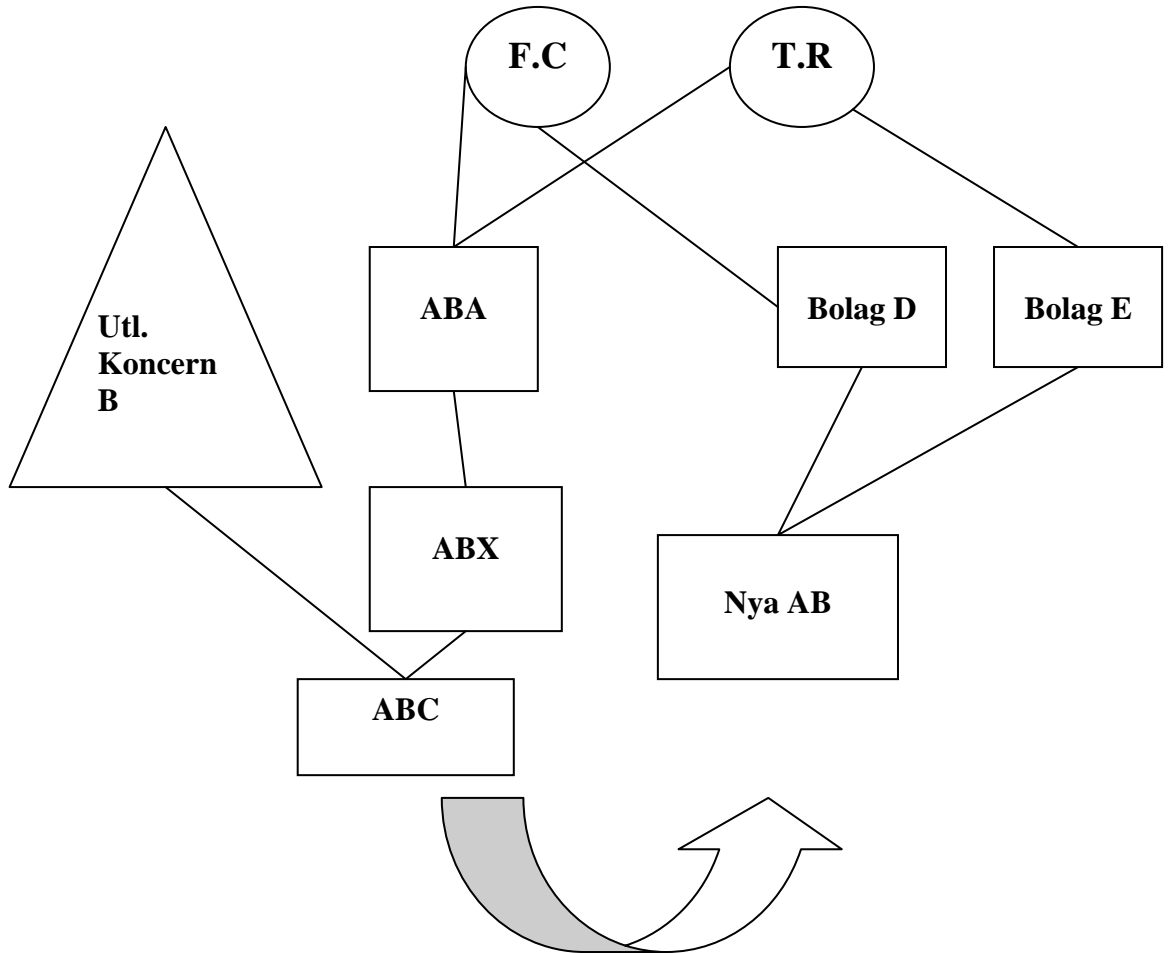 F.C
T.R
Utl.
Koncern
B
ABA
Bolag D
Bolag E
ABX
Nya AB
ABC